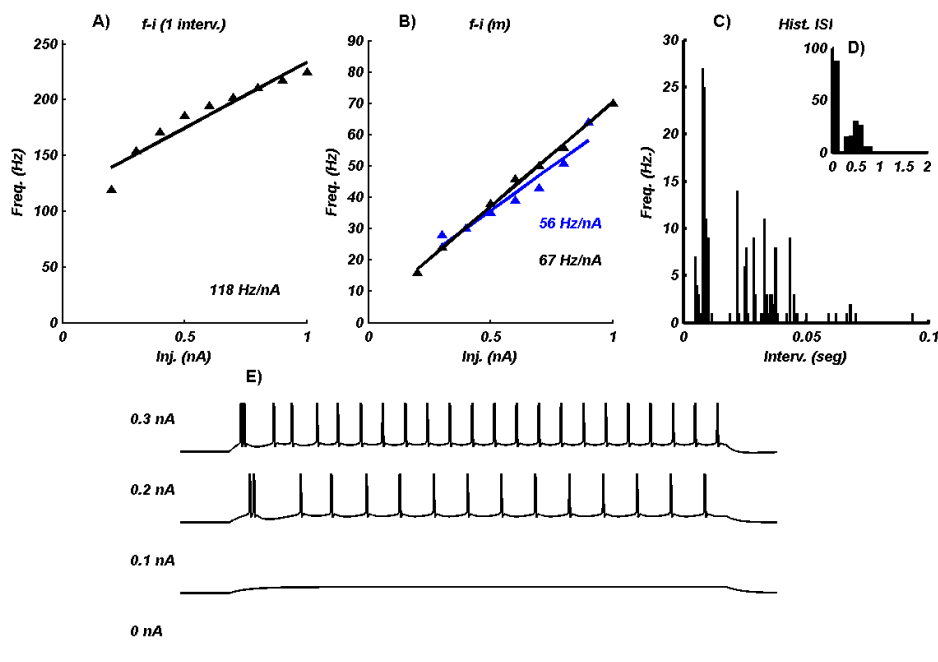 A) f-i (1 interv.)
250
200
150
100
50
0
Freq. (Hz)
118 Hz/nA
0 0.5 1
Inj. (nA)
B) f-i (m)
90
80
70
60
50
40
30
20
10
0
Freq. (Hz)
56 Hz/nA
67 Hz/nA
0 0.5 1
Inj. (nA)
C) Hist. ISI
30
25
20
15
10
5
0
Freq. (Hz.)
0 0.05 0.1
Interv. (seg)
D)
100
50
0
0 0.5 1 1.5 2
E)
0.3 nA
0.2 nA
0.1 nA
0 nA